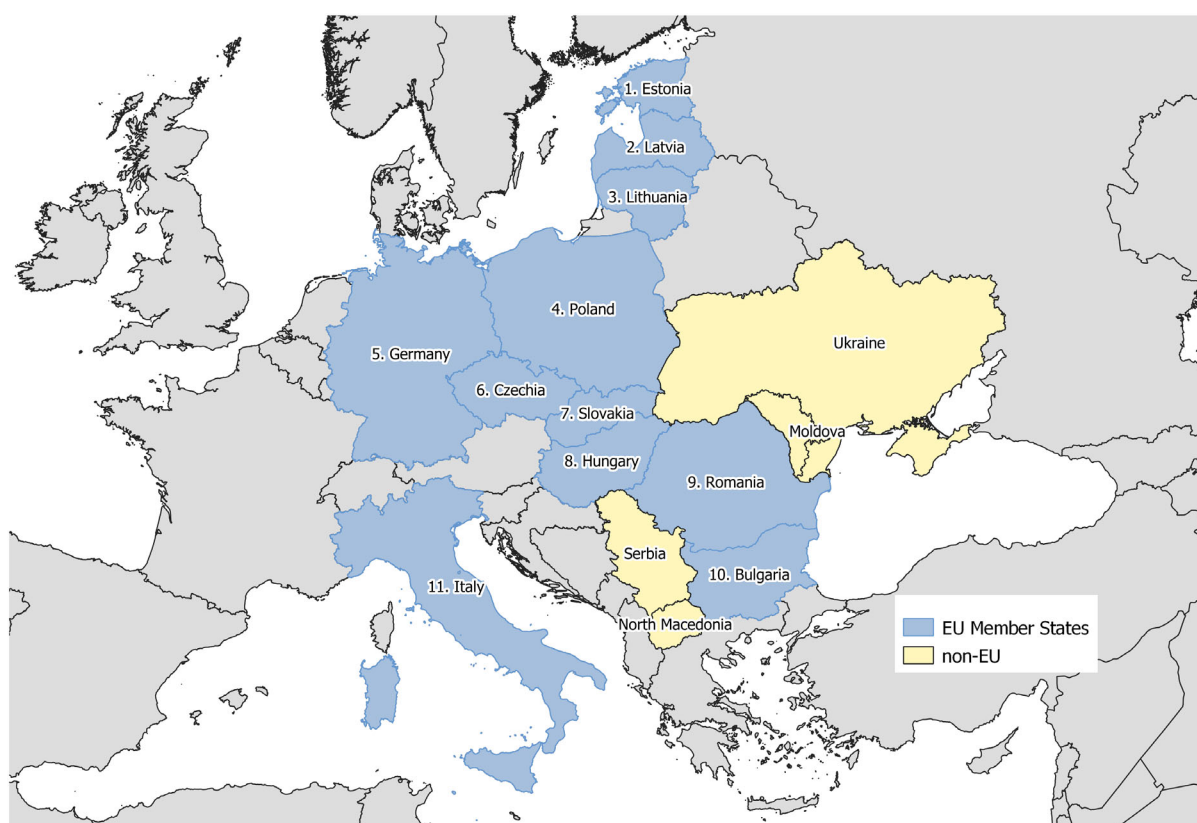 1. Estonia
2. Latvia
3. Lithuania
4. Poland
Ukraine
5. Germany
6. Czechia
7. Slovakia
Moldova
8. Hungary
9. Romania
Serbia
10. Bulgaria
11. Italy
North Macedonia
EU Member States
non-EU